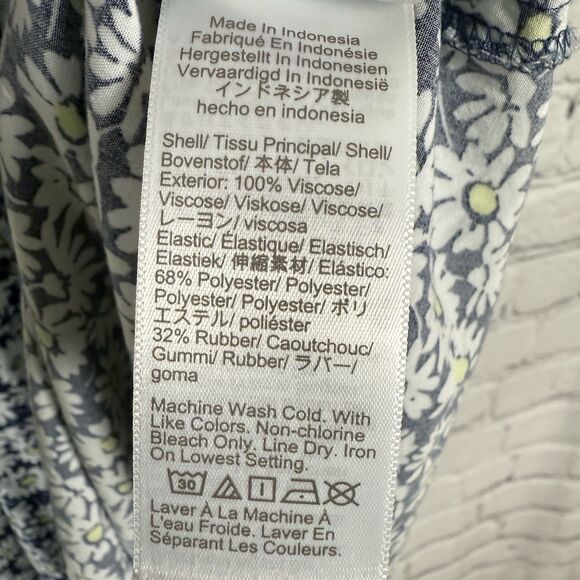 Made In Indonesia
Fabriqué En Indonésie
Hergestellt In Indonesien
Vervaardigd In Indonesië
インドネシア製
hecho en indonesia
Shell/ Tissu Principal/ Shell/
Bovenstof/ 本体/ Tela
Exterior: 100% Viscose/
Viscose/ Viskose/ Viscose/
レーヨン/ viscosa
Elastic/ Élastique/ Elastisch/
Elastiek/ 伸縮素材/ Elástico:
68% Polyester/ Polyester/
Polyester/ Polyester/ ポリ
エステル/ poliéster
32% Rubber/ Caoutchouc/
Gummi/ Rubber/ ラバー/
goma
Machine Wash Cold. With
Like Colors. Non-chlorine
Bleach Only. Line Dry. Iron
On Lowest Setting.
30
Laver À La Machine À
L'eau Froide. Laver En
Séparant Les Couleurs.